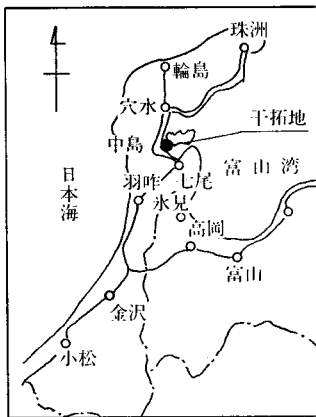 珠洲
輪島
穴水
干拓地
中島
七尾
富山湾
羽咋
氷見
日本海
高岡
富山
金沢
小松